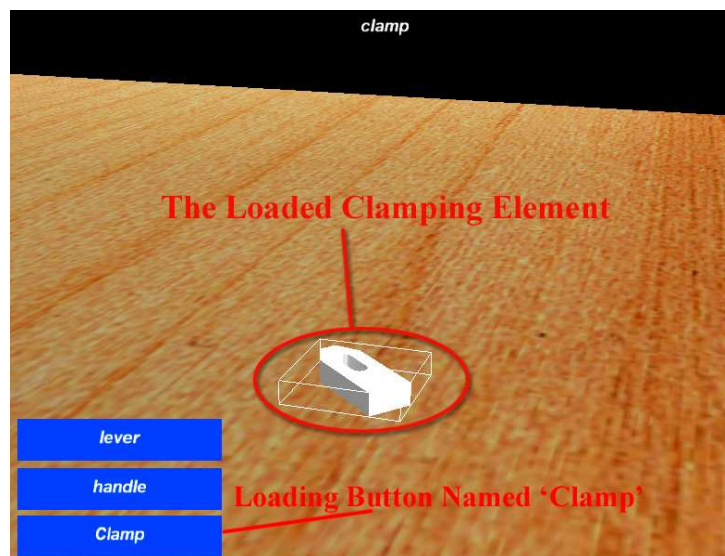 clamp
The Loaded Clamping Element
lever
handle
Clamp
Loading Button Named ‘Clamp’